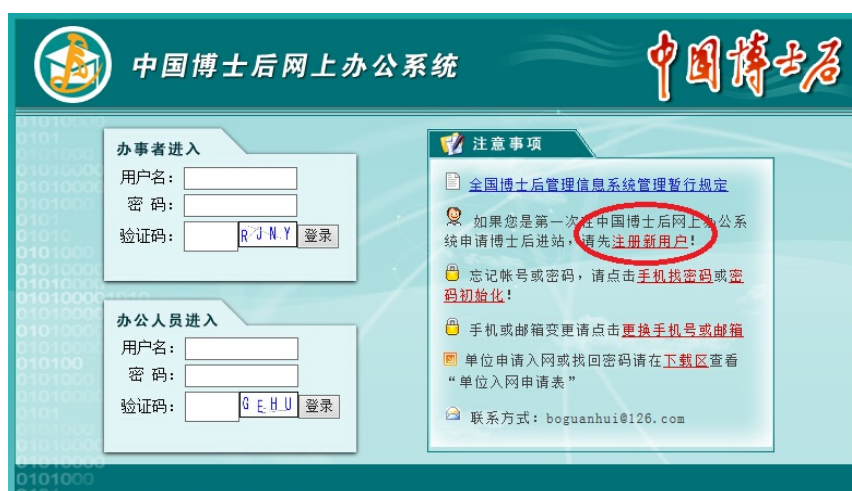 中国博士后网上办公系统
中国博士后
办事者进入
用户名:
密 码:
验证码:
RJNY
登录
办公人员进入
用户名:
密 码:
验证码:
GEHU
登录
注意事项
全国博士后管理信息系统管理暂行规定
如果您是第一次在中国博士后网上办公系
统申请博士后进站,请先注册新用户!
忘记帐号或密码,请点击手机找密码或密
码初始化!
手机或邮箱变更请点击更换手机号或邮箱
单位申请入网或找回密码请在下载区查看
“单位入网申请表”
联系方式:boguanhui@126.com